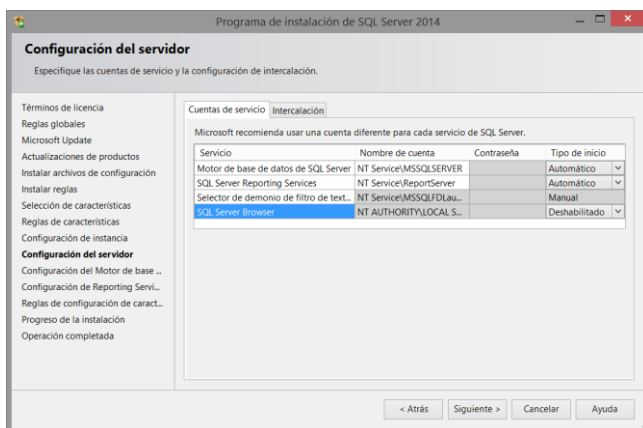 Programa de instalación de SQL Server 2014
Configuración del servidor
Especifique las cuentas de servicio y la configuración de intercalación.
Términos de licencia
Reglas globales
Microsoft Update
Actualizaciones de productos
Instalar archivos de configuración
Instalar reglas
Selección de características
Reglas de características
Configuración de instancia
Configuración del servidor
Configuración del Motor de base ...
Configuración de Reporting Servi...
Reglas de configuración de caract...
Progreso de la instalación
Operación completada
Cuentas de servicio Intercalación
Microsoft recomienda usar una cuenta diferente para cada servicio de SQL Server.
Servicio Nombre de cuenta Contraseña Tipo de inicio
Motor de base de datos de SQL Server NT Service\MSSQLSERVER Automático
SQL Server Reporting Services NT Service\ReportServer Automático
Selector de demonio de filtro de text... NT Service\MSSQLFDLau... Manual
SQL Server Browser NT AUTHORITY\LOCAL S... Deshabilitado
< Atrás Siguiente > Cancelar Ayuda